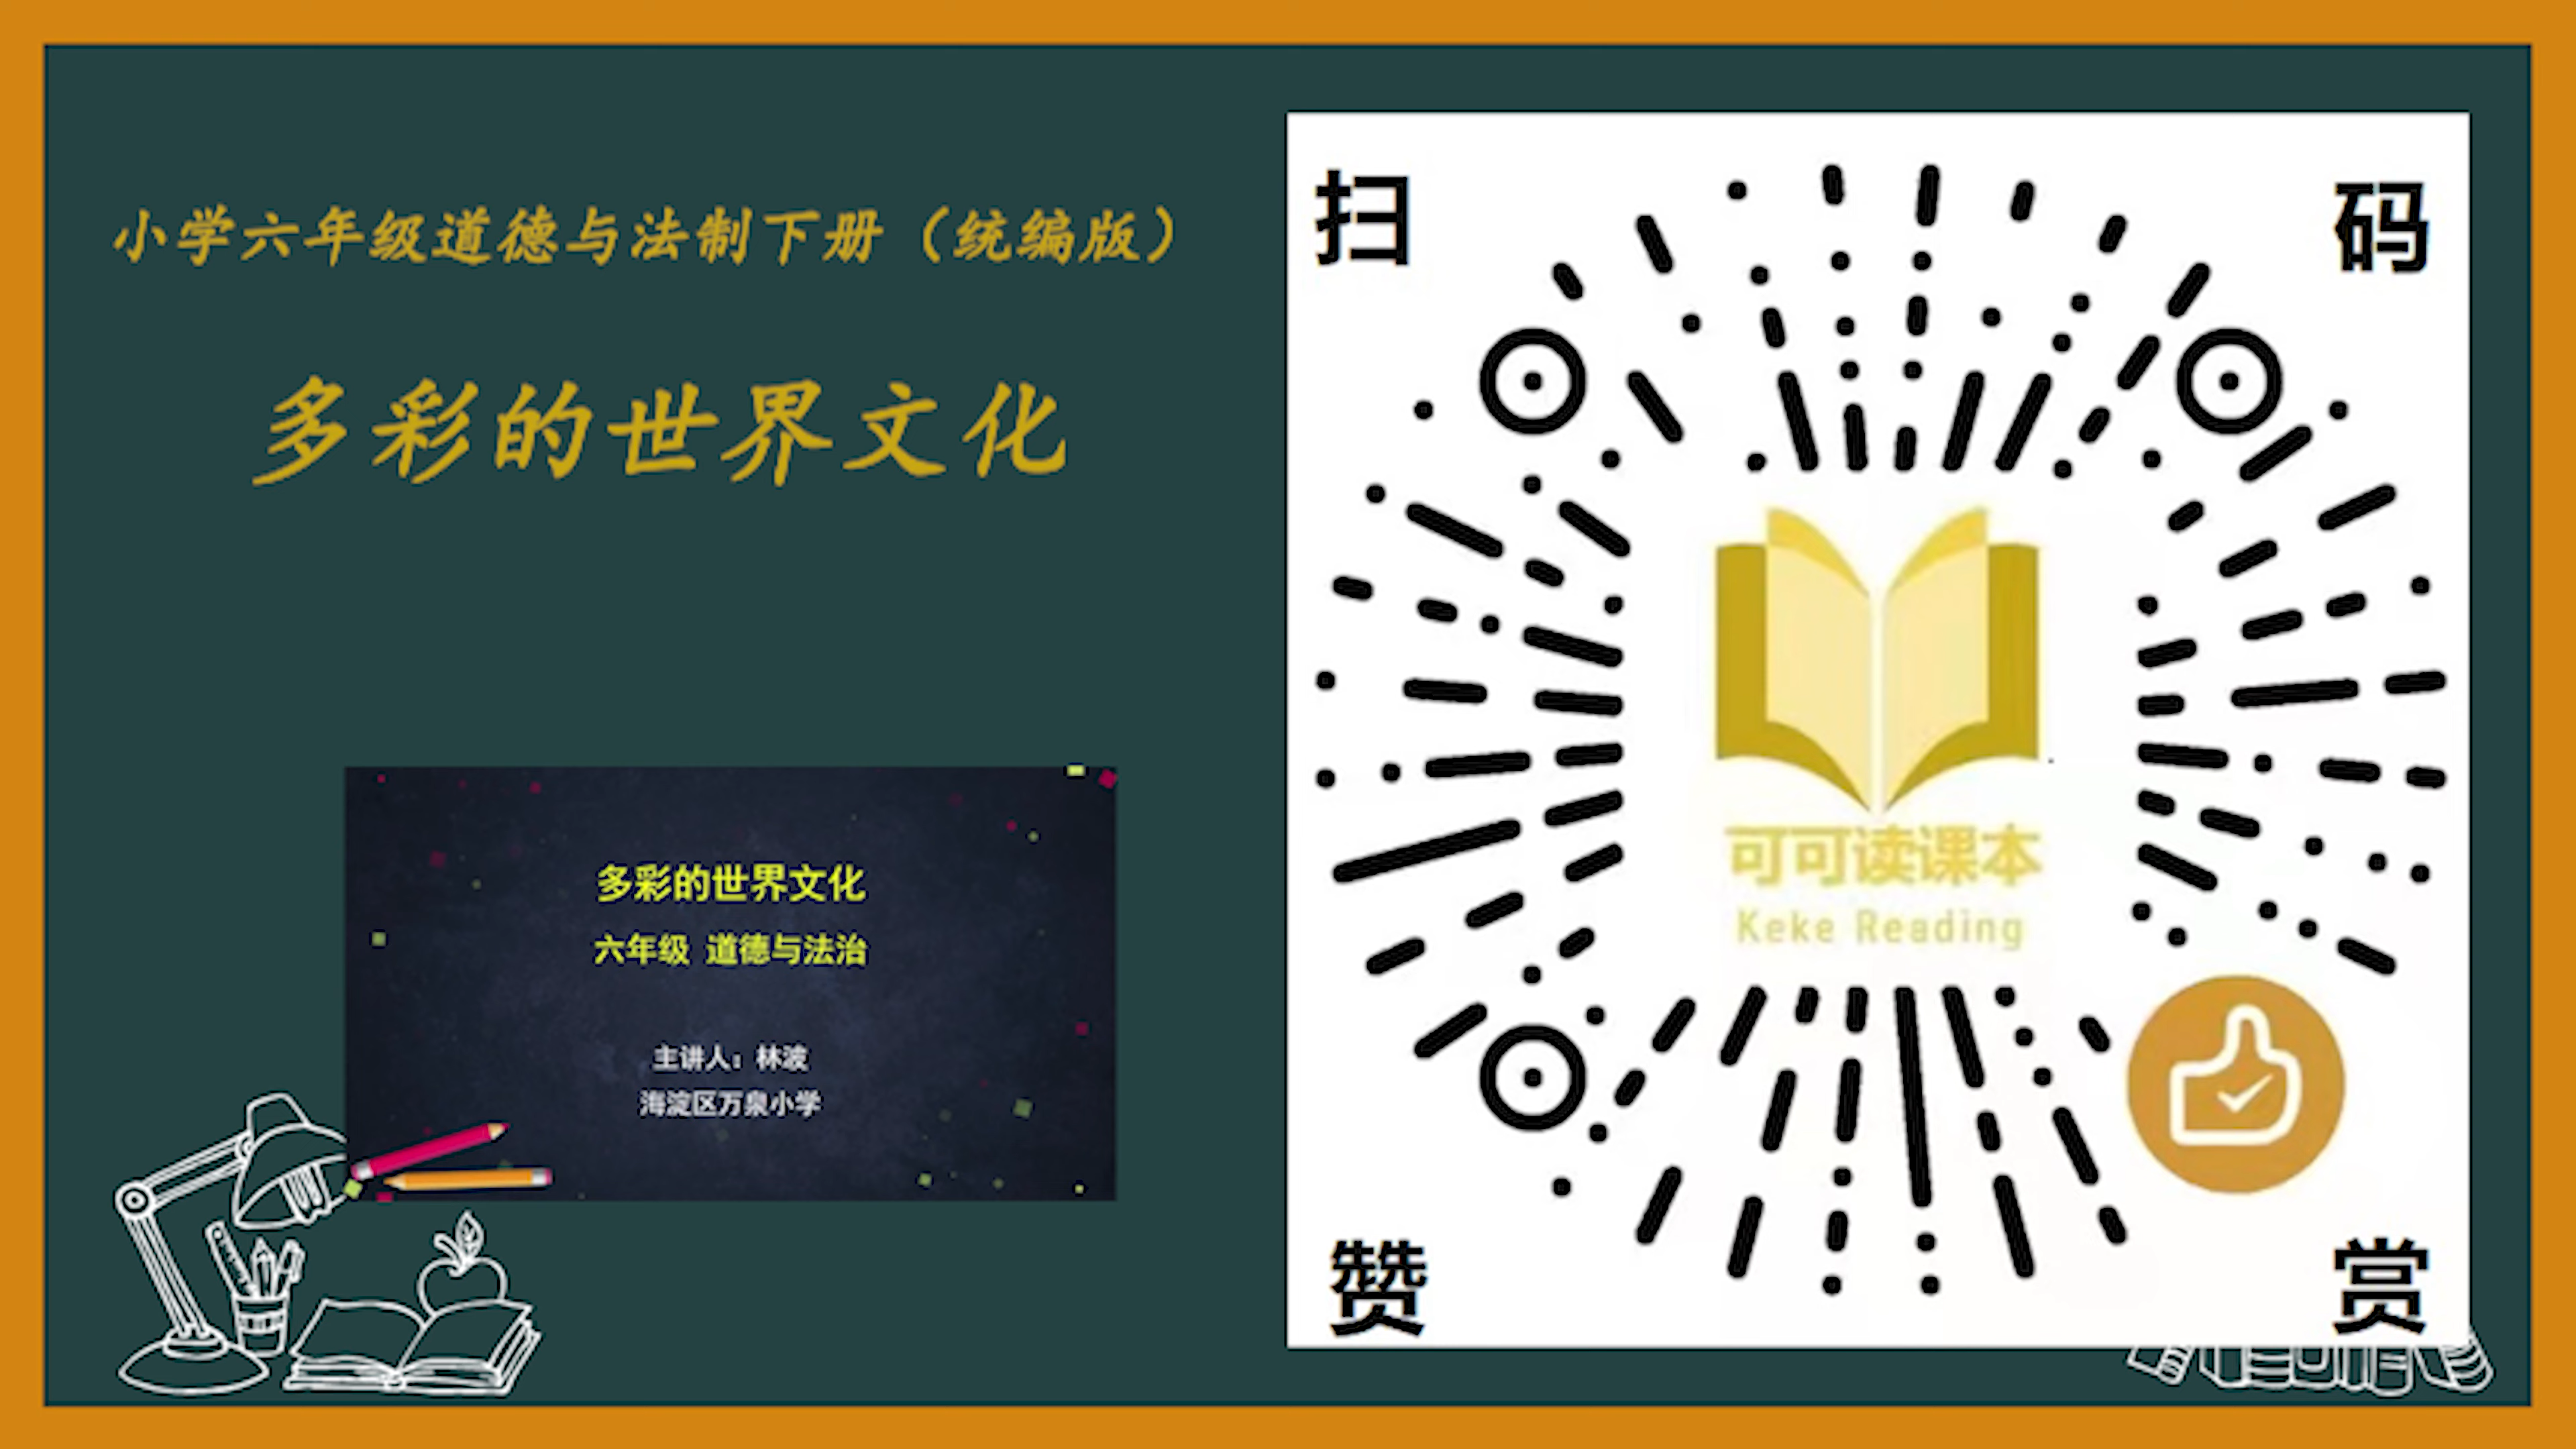 小学六年级道德与法制下册（统编版）
多彩的世界文化
多彩的世界文化
六年级 道德与法治
主讲人：林波
海淀区万泉小学
扫
码
可可读课本
Keke Reading
赞
赏